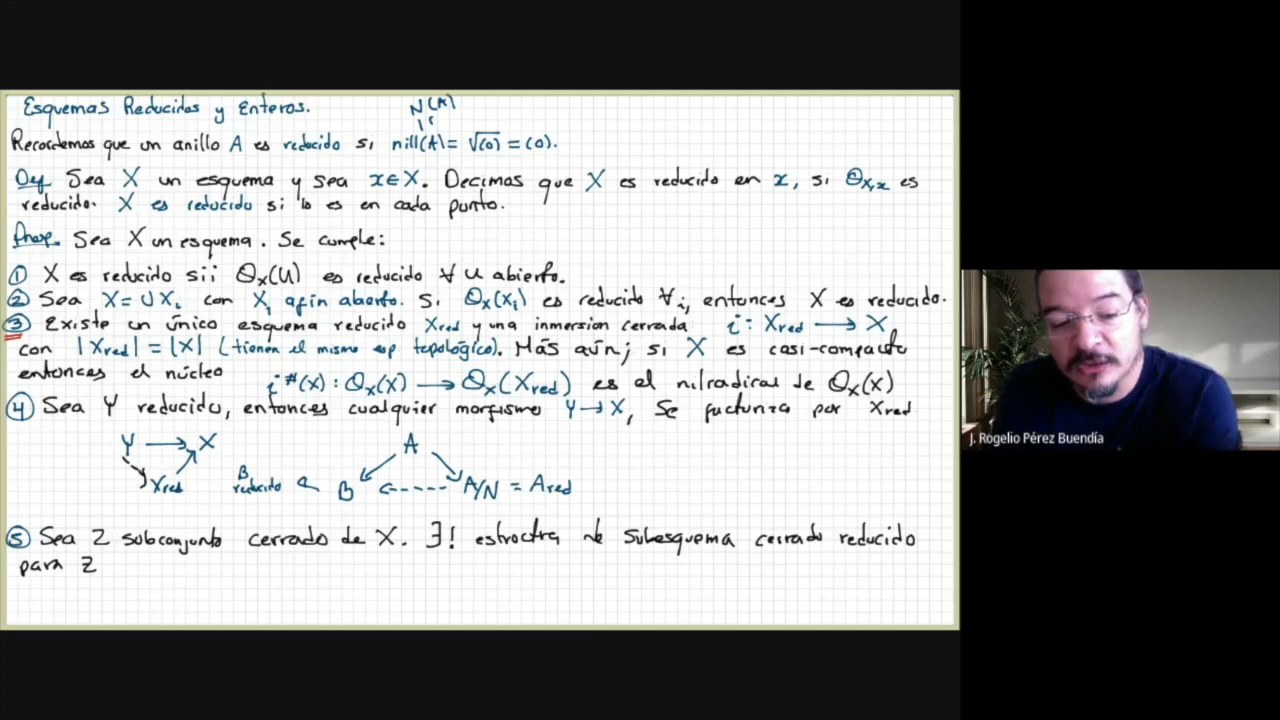 Esquemas Reducidos y Enteros.
N(A)
Recordemos que un anillo A es reducido si nill(A) = √(0) = (0).
Def Sea X un esquema y sea x∈X. Decimos que X es reducido en x, si 𝒪_{X,x} es
reducido. X es reducido si lo es en cada punto.
Prop. Sea X un esquema. Se cumple:
① X es reducido sii 𝒪_X(U) es reducido ∀ U abierto.
② Sea X = ∪X_i con X_i afín abierto. Si 𝒪_X(X_i) es reducido ∀_i, entonces X es reducido.
③ Existe un único esquema reducido X_red y una inmersion cerrada i: X_red ⟶ X
con |X_red| = |X| (tienen el mismo esp topológico). Más aún; si X es casi-compacto
entonces el núcleo i^#(X): 𝒪_X(X) ⟶ 𝒪_X(X_red) es el nilradical de 𝒪_X(X)
④ Sea Y reducido, entonces cualquier morfismo Y→X, se factoriza por X_red
Y ⟶ X A
B
reducido B A/N = A_red
X_red
⑤ Sea Z subconjunto cerrado de X. ∃! estroctra de subesquema cerrado reducido
para Z
J. Rogelio Pérez Buendía